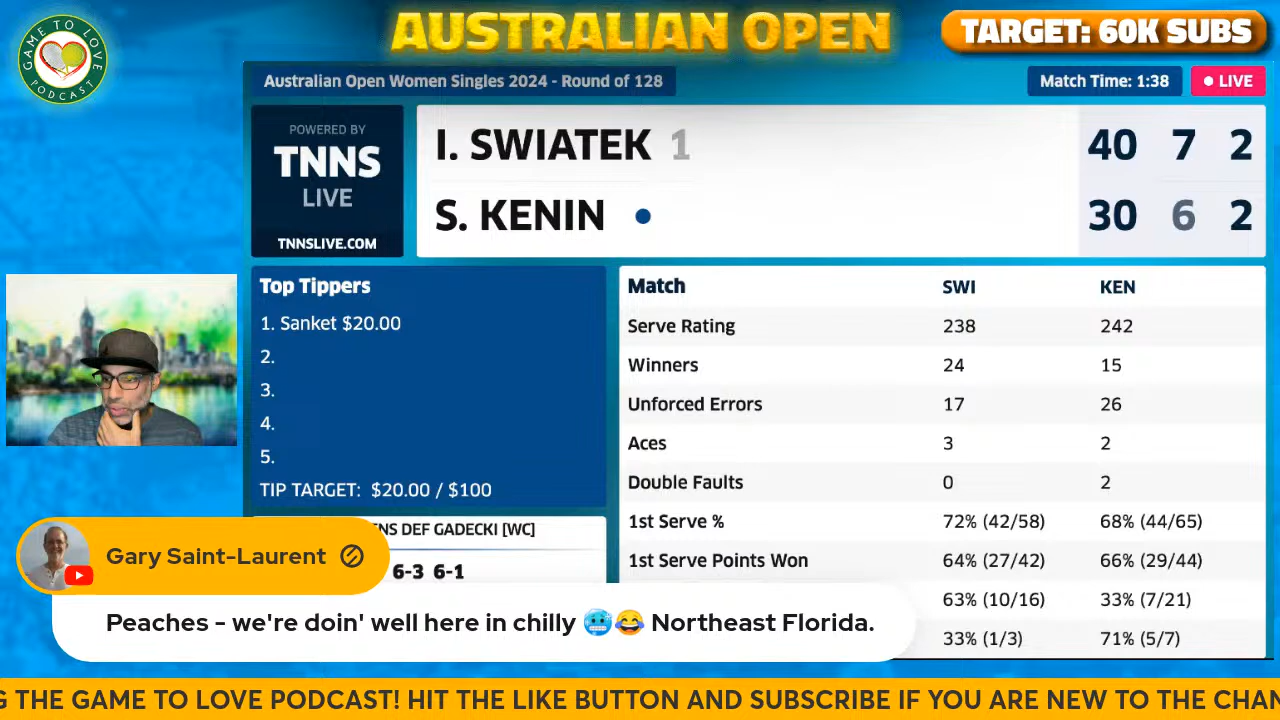 GAME TO LOVE
PODCAST
AUSTRALIAN OPEN
TARGET: 60K SUBS
Australian Open Women Singles 2024 - Round of 128
Match Time: 1:38
LIVE
POWERED BY
TNNS
LIVE
TNNSLIVE.COM
I. SWIATEK 1 40 7 2
S. KENIN 30 6 2
Top Tippers
1. Sanket $20.00
2.
3.
4.
5.
TIP TARGET: $20.00 / $100
NS DEF GADECKI [WC]
6-3 6-1
Match SWI KEN
Serve Rating 238 242
Winners 24 15
Unforced Errors 17 26
Aces 3 2
Double Faults 0 2
1st Serve % 72% (42/58) 68% (44/65)
1st Serve Points Won 64% (27/42) 66% (29/44)
63% (10/16) 33% (7/21)
33% (1/3) 71% (5/7)
Gary Saint-Laurent
Peaches - we're doin' well here in chilly 🥶😂 Northeast Florida.
G THE GAME TO LOVE PODCAST! HIT THE LIKE BUTTON AND SUBSCRIBE IF YOU ARE NEW TO THE CHAN